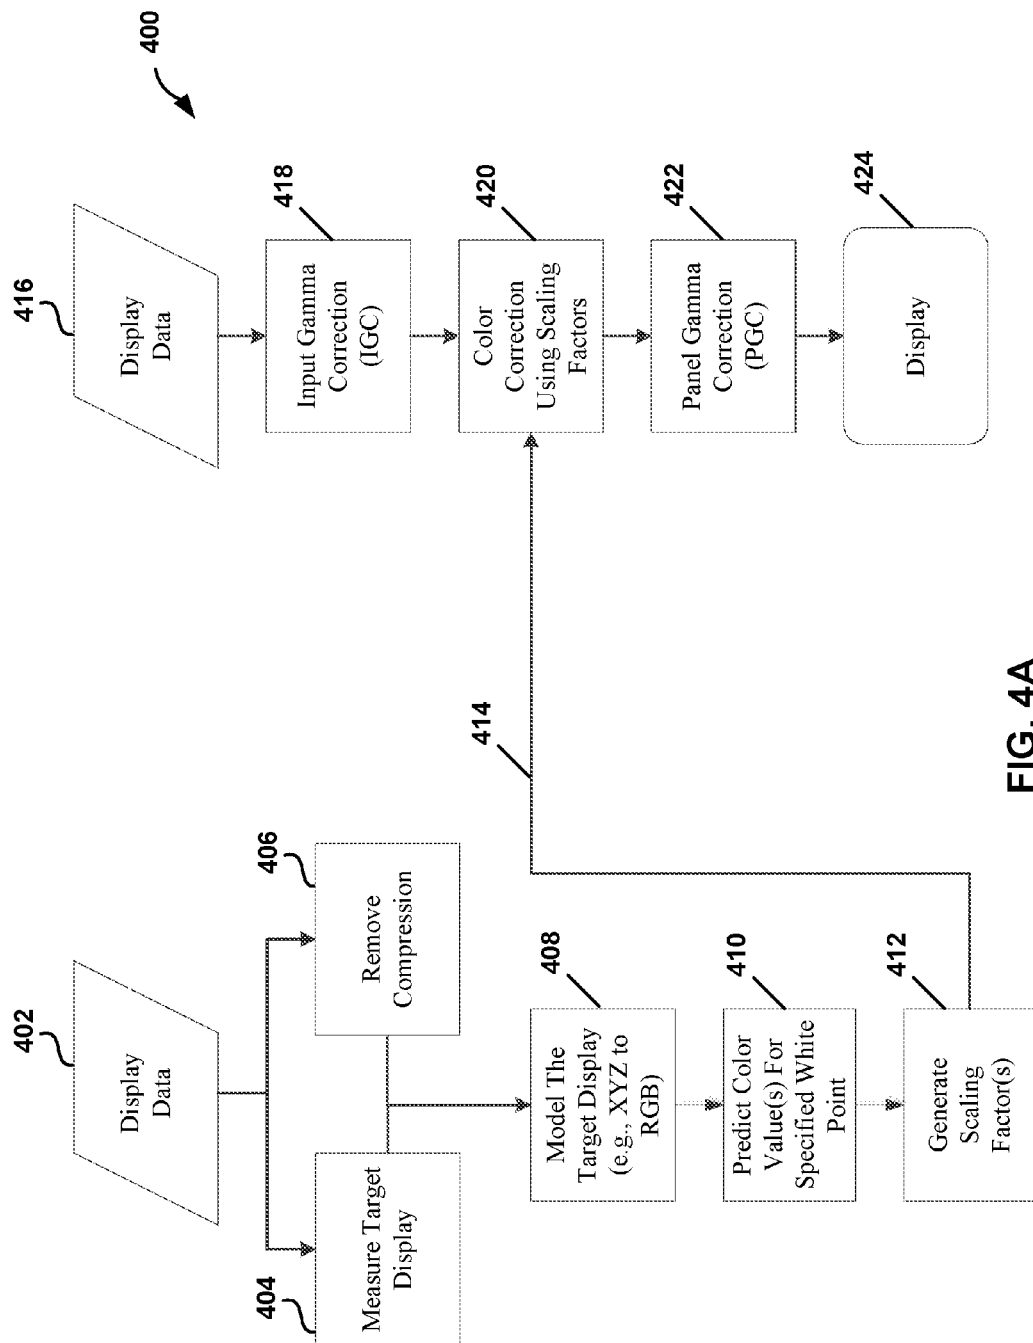 400
402
Display
Data
404
Measure Target
Display
406
Remove
Compression
408
Model The
Target Display
(e.g., XYZ to
RGB)
410
Predict Color
Value(s) For
Specified White
Point
412
Generate
Scaling
Factor(s)
414
416
Display
Data
418
Input Gamma
Correction
(IGC)
420
Color
Correction
Using Scaling
Factors
422
Panel Gamma
Correction
(PGC)
424
Display
FIG. 4A